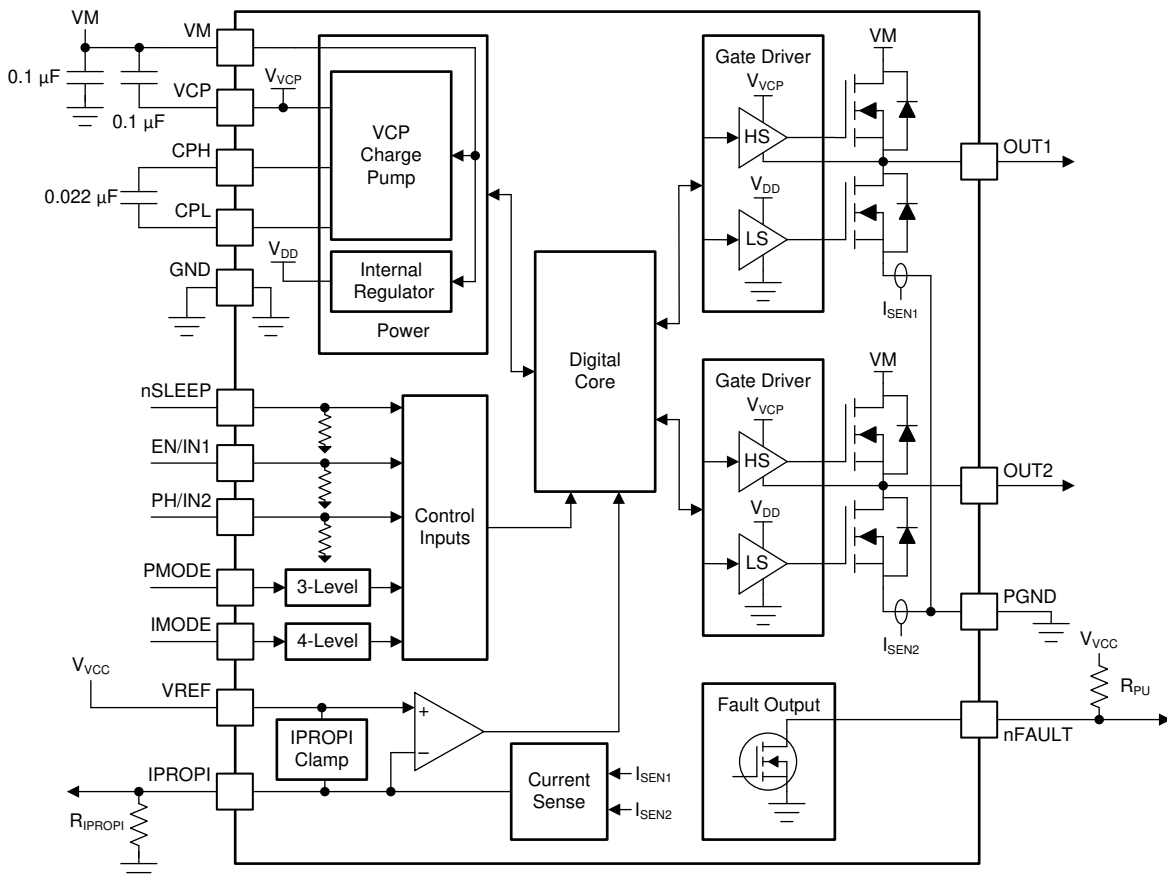 VM
VM
0.1 µF
VCP
0.1 µF
CPH
0.022 µF
CPL
GND
V_VCP
VCP
Charge
Pump
V_DD
Internal
Regulator
Power
nSLEEP
EN/IN1
PH/IN2
PMODE
3-Level
IMODE
4-Level
Control
Inputs
Digital
Core
V_VCC
VREF
IPROPI
Clamp
+
−
IPROPI
R_IPROPI
Current
Sense
I_SEN1
I_SEN2
Gate Driver
V_VCP
HS
V_DD
LS
VM
I_SEN1
OUT1
Gate Driver
V_VCP
HS
V_DD
LS
VM
I_SEN2
OUT2
PGND
Fault Output
V_VCC
R_PU
nFAULT